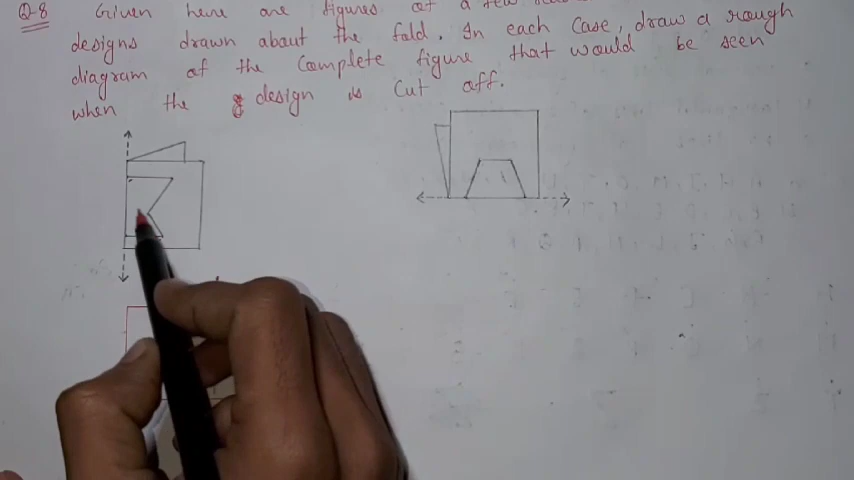 Q-8 Given here are figures of a few
designs drawn about the fold. In each case, draw a rough
diagram of the complete figure that would be seen
when the design is cut off.